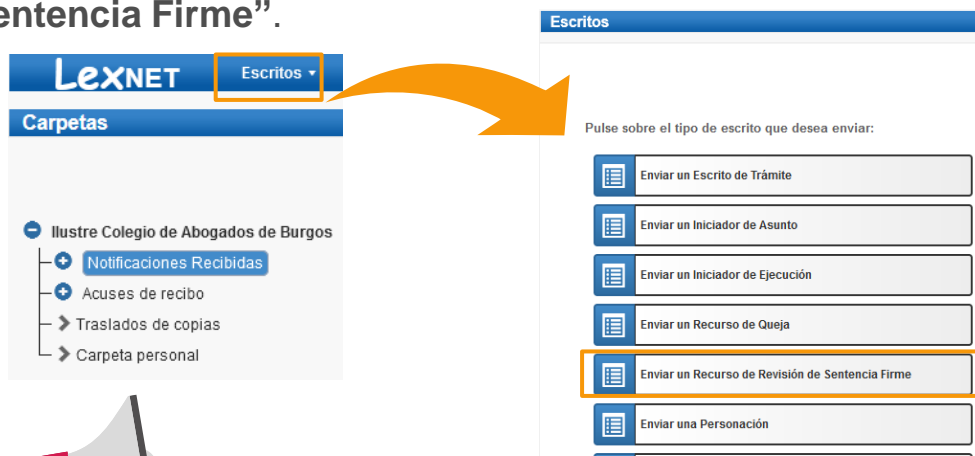 entencia Firme”.
LEXNET
Escritos
Carpetas
Ilustre Colegio de Abogados de Burgos
Notificaciones Recibidas
Acuses de recibo
Traslados de copias
Carpeta personal
Escritos
Pulse sobre el tipo de escrito que desea enviar:
Enviar un Escrito de Trámite
Enviar un Iniciador de Asunto
Enviar un Iniciador de Ejecución
Enviar un Recurso de Queja
Enviar un Recurso de Revisión de Sentencia Firme
Enviar una Personación